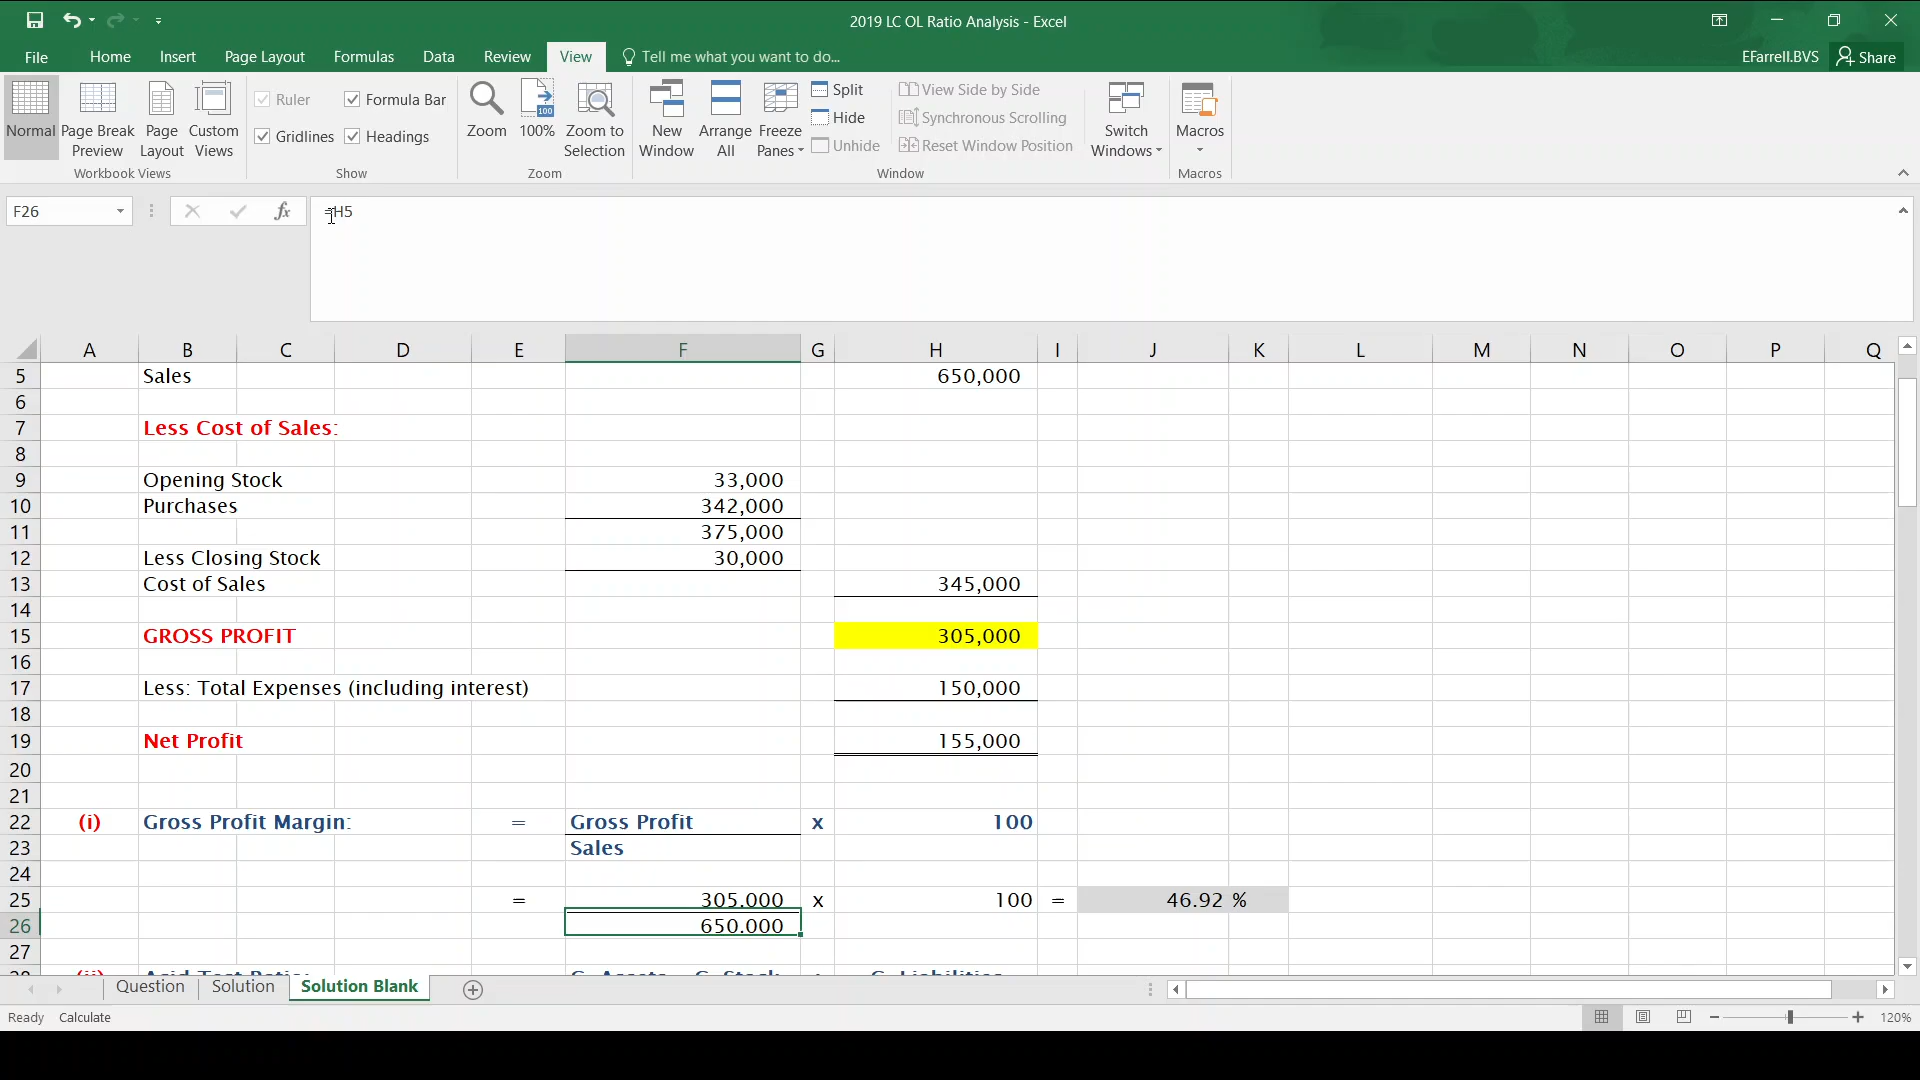 2019 LC OL Ratio Analysis - Excel
File Home Insert Page Layout Formulas Data Review View Tell me what you want to do... EFarrell.BVS Share
Normal Page Break Preview Page Layout Custom Views
Ruler Formula Bar
Gridlines Headings
Zoom 100% Zoom to Selection
New Window Arrange All Freeze Panes
Split
Hide
Unhide
View Side by Side
Synchronous Scrolling
Reset Window Position
Switch Windows
Macros
Workbook Views Show Zoom Window Macros
F26 fx =H5
A B C D E F G H I J K L M N O P Q
5 Sales 650,000
6
7 Less Cost of Sales:
8
9 Opening Stock 33,000
10 Purchases 342,000
11 375,000
12 Less Closing Stock 30,000
13 Cost of Sales 345,000
14
15 GROSS PROFIT 305,000
16
17 Less: Total Expenses (including interest) 150,000
18
19 Net Profit 155,000
20
21
22 (i) Gross Profit Margin: = Gross Profit x 100
23 Sales
24
25 = 305,000 x 100 = 46.92 %
26 650,000
27
Question Solution Solution Blank
Ready Calculate 120%